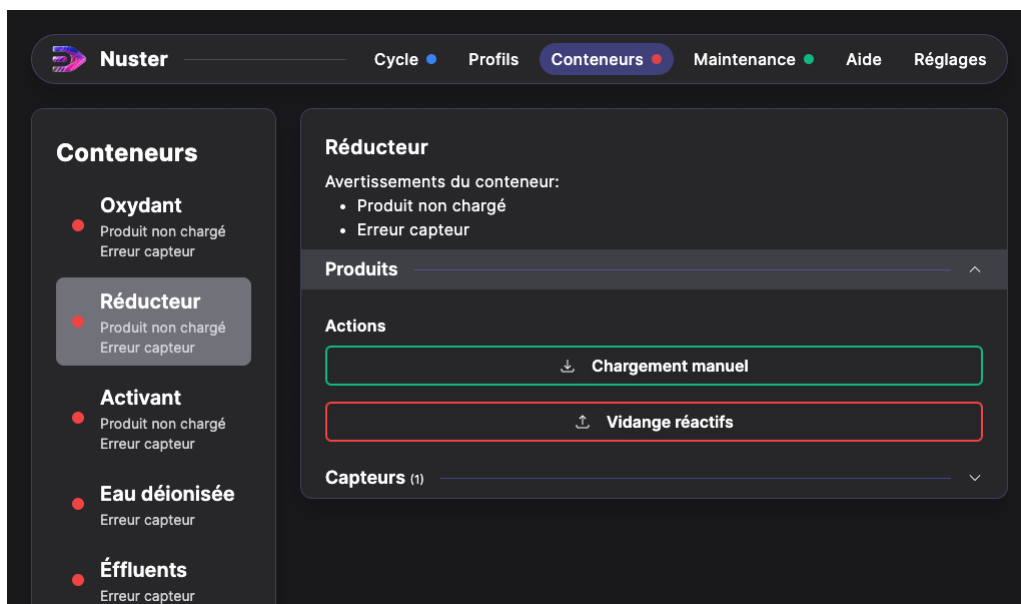 Nuster Cycle Profils Conteneurs Maintenance Aide Réglages
Conteneurs
Oxydant
Produit non chargé
Erreur capteur
Réducteur
Produit non chargé
Erreur capteur
Activant
Produit non chargé
Erreur capteur
Eau déionisée
Erreur capteur
Éffluents
Erreur capteur
Réducteur
Avertissements du conteneur:
• Produit non chargé
• Erreur capteur
Produits
Actions
Chargement manuel
Vidange réactifs
Capteurs (1)